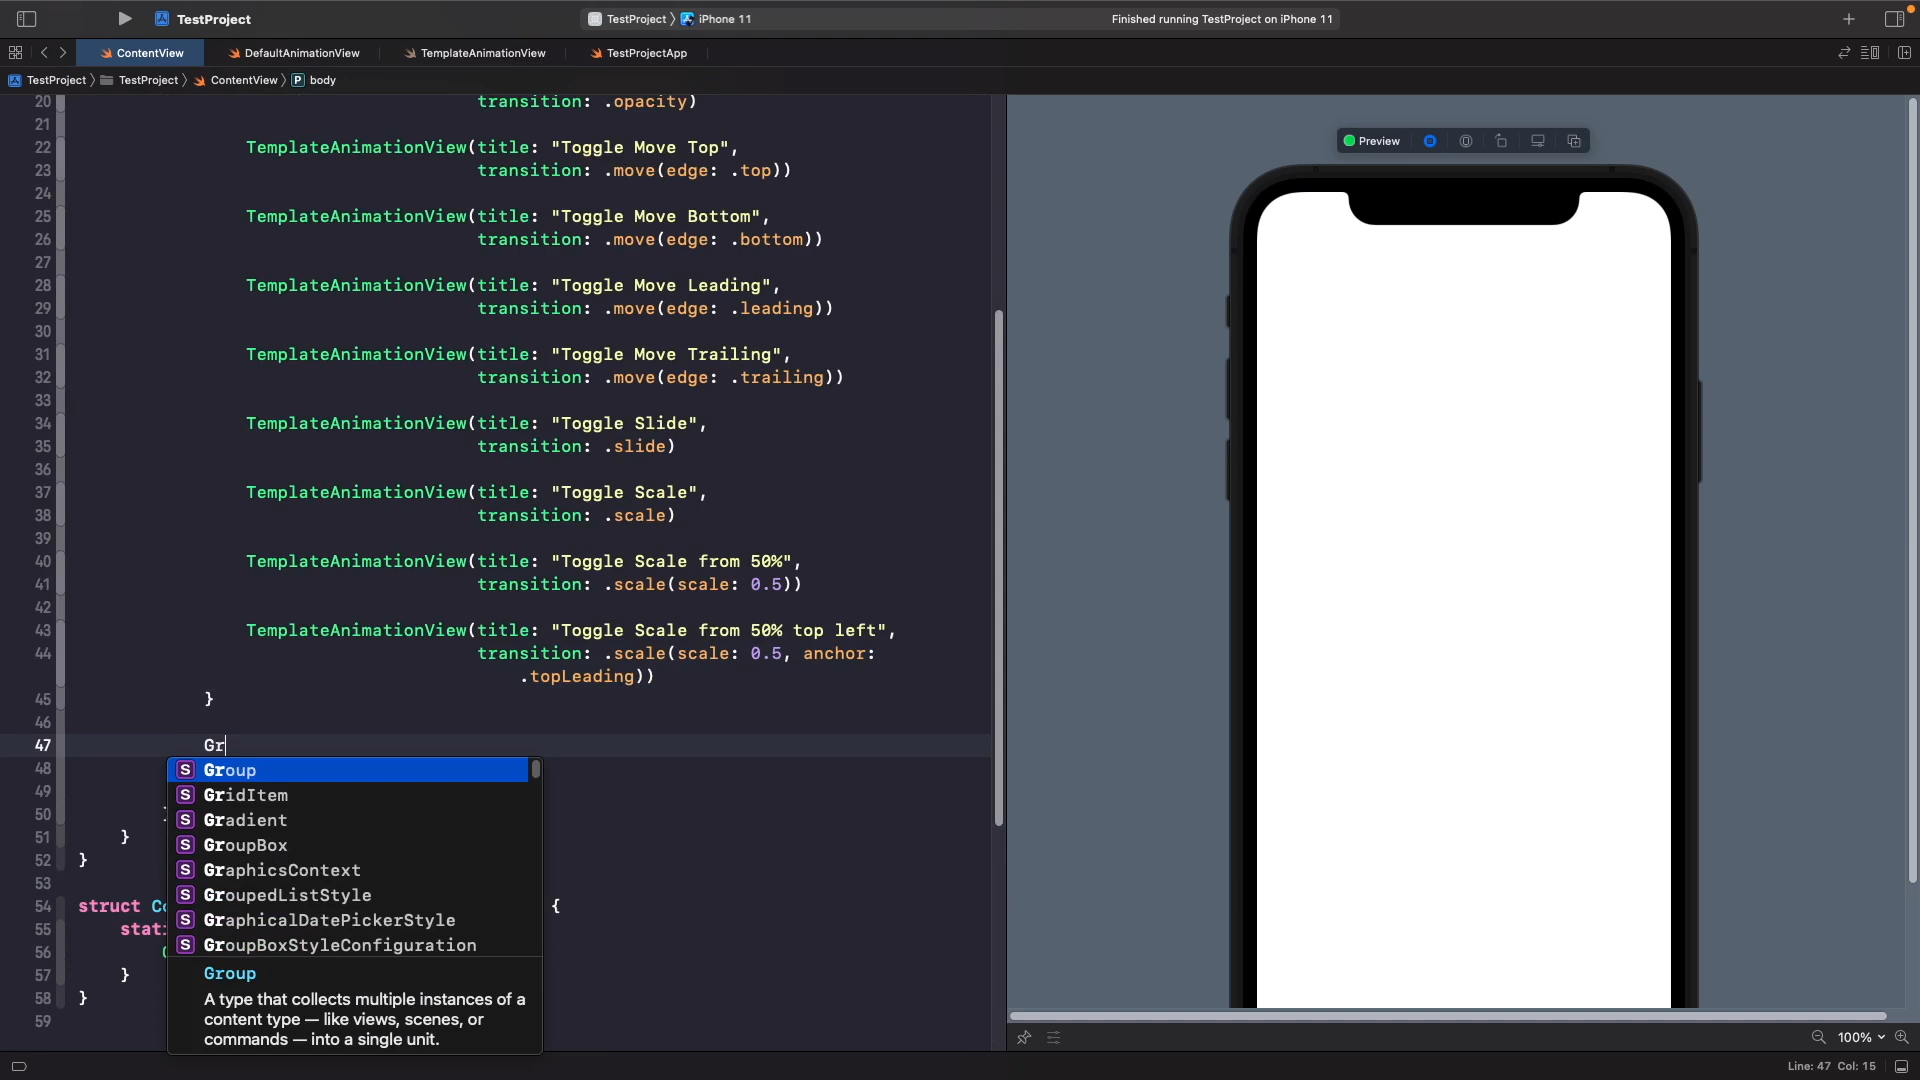 TestProject
TestProject › iPhone 11
Finished running TestProject on iPhone 11
ContentView
DefaultAnimationView
TemplateAnimationView
TestProjectApp
TestProject › TestProject › ContentView › P body
20 transition: .opacity)
21
22 TemplateAnimationView(title: "Toggle Move Top",
23 transition: .move(edge: .top))
24
25 TemplateAnimationView(title: "Toggle Move Bottom",
26 transition: .move(edge: .bottom))
27
28 TemplateAnimationView(title: "Toggle Move Leading",
29 transition: .move(edge: .leading))
30
31 TemplateAnimationView(title: "Toggle Move Trailing",
32 transition: .move(edge: .trailing))
33
34 TemplateAnimationView(title: "Toggle Slide",
35 transition: .slide)
36
37 TemplateAnimationView(title: "Toggle Scale",
38 transition: .scale)
39
40 TemplateAnimationView(title: "Toggle Scale from 50%",
41 transition: .scale(scale: 0.5))
42
43 TemplateAnimationView(title: "Toggle Scale from 50% top left",
44 transition: .scale(scale: 0.5, anchor:
.topLeading))
45 }
46
47 Gr
48
49
50
51 }
52 }
53
54 struct Co {
55 stati
56
57 }
58 }
59
S Group
S GridItem
S Gradient
S GroupBox
S GraphicsContext
S GroupedListStyle
S GraphicalDatePickerStyle
S GroupBoxStyleConfiguration
Group
A type that collects multiple instances of a
content type — like views, scenes, or
commands — into a single unit.
Preview
100%
Line: 47 Col: 15